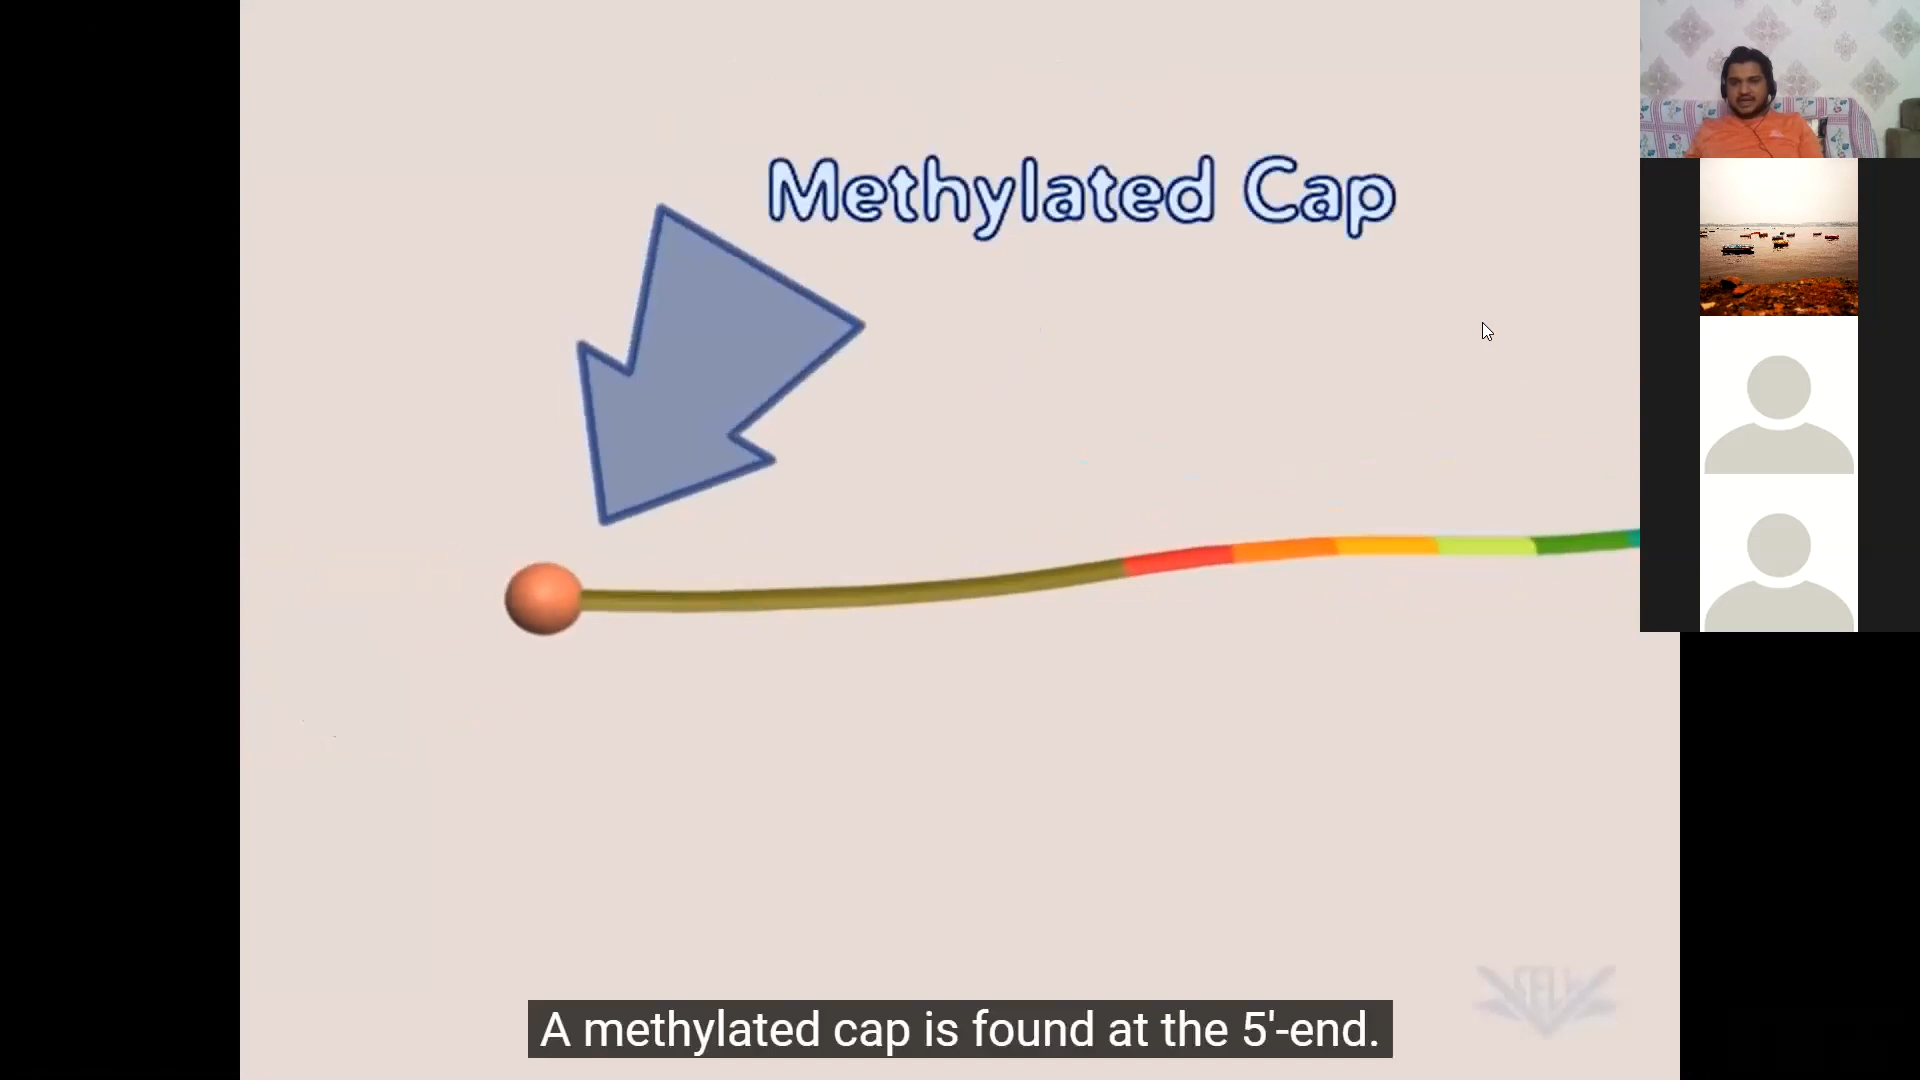 Methylated Cap
A methylated cap is found at the 5'-end.